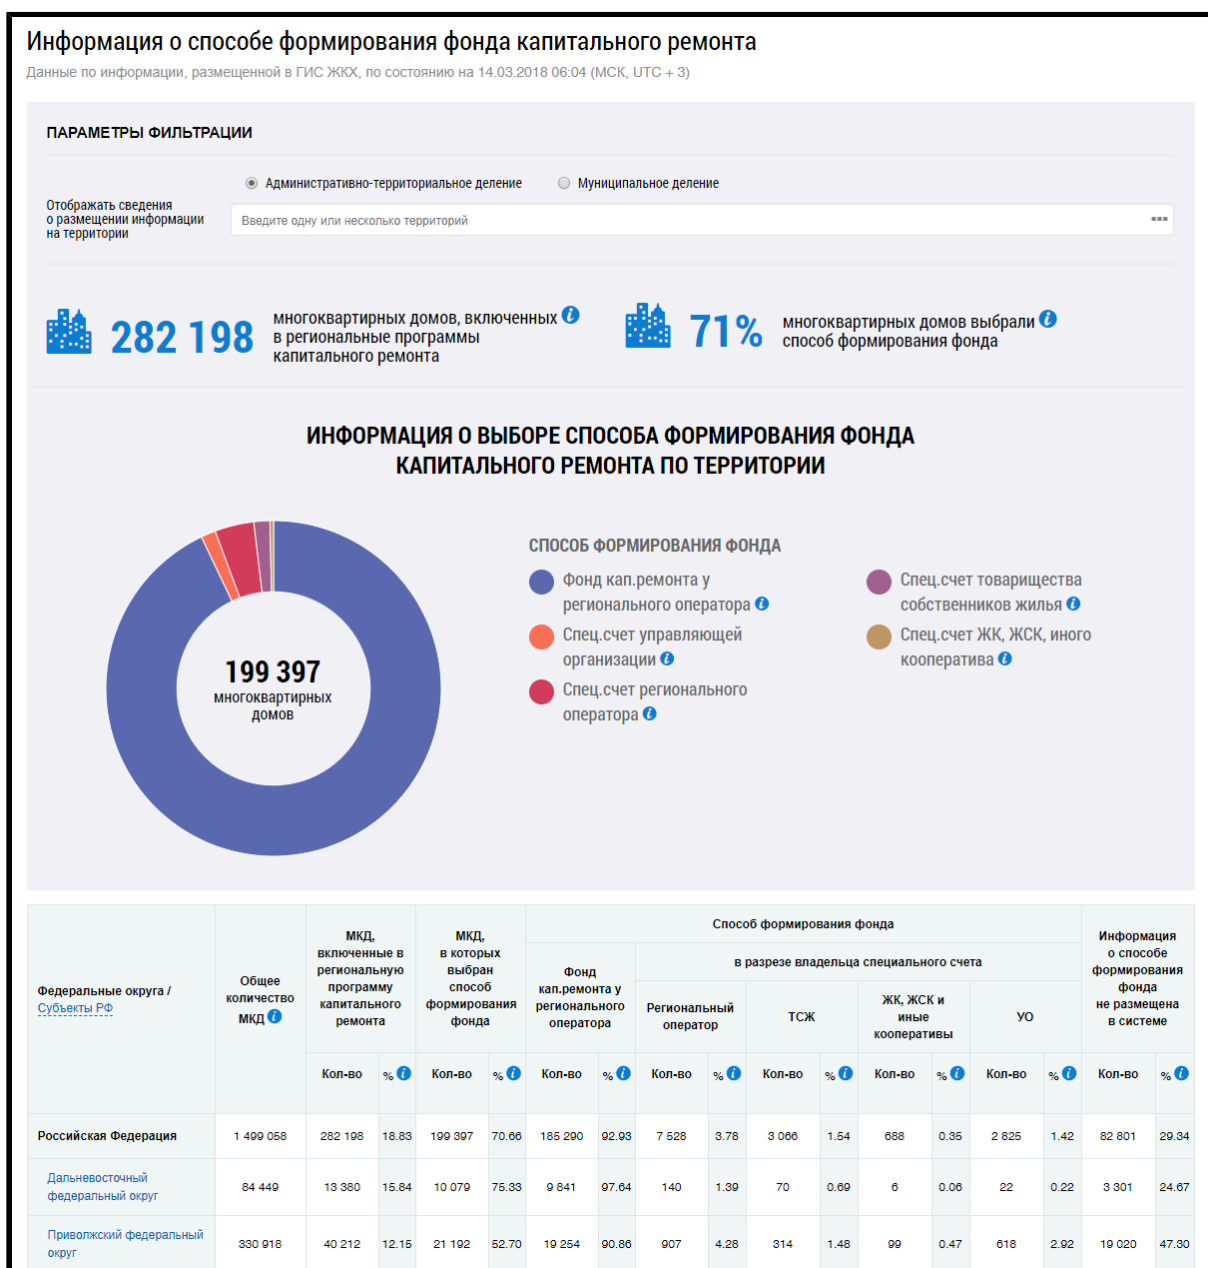 Информация о способе формирования фонда капитального ремонта
Данные по информации, размещенной в ГИС ЖКХ, по состоянию на 14.03.2018 06:04 (МСК, UTC + 3)
ПАРАМЕТРЫ ФИЛЬТРАЦИИ
Административно-территориальное деление
Муниципальное деление
Отображать сведения
о размещении информации
на территории
Введите одну или несколько территорий
282 198
многоквартирных домов, включенных
в региональные программы
капитального ремонта
71%
многоквартирных домов выбрали
способ формирования фонда
ИНФОРМАЦИЯ О ВЫБОРЕ СПОСОБА ФОРМИРОВАНИЯ ФОНДА
КАПИТАЛЬНОГО РЕМОНТА ПО ТЕРРИТОРИИ
199 397
многоквартирных
домов
СПОСОБ ФОРМИРОВАНИЯ ФОНДА
Фонд кап.ремонта у
регионального оператора
Спец.счет управляющей
организации
Спец.счет регионального
оператора
Спец.счет товарищества
собственников жилья
Спец.счет ЖК, ЖСК, иного
кооператива
Федеральные округа /
Субъекты РФ
Общее
количество
МКД
МКД,
включенные в
региональную
программу
капитального
ремонта
МКД,
в которых
выбран
способ
формирования
фонда
Способ формирования фонда
Фонд
кап.ремонта у
регионального
оператора
в разрезе владельца специального счета
Региональный
оператор
ТСЖ
ЖК, ЖСК и
иные
кооперативы
УО
Информация
о способе
формирования
фонда
не размещена
в системе
Кол-во % Кол-во % Кол-во % Кол-во % Кол-во % Кол-во % Кол-во % Кол-во %
Российская Федерация 1 499 058 282 198 18.83 199 397 70.66 185 290 92.93 7 528 3.78 3 066 1.54 688 0.35 2 825 1.42 82 801 29.34
Дальневосточный
федеральный округ 84 449 13 380 15.84 10 079 75.33 9 841 97.64 140 1.39 70 0.69 6 0.06 22 0.22 3 301 24.67
Приволжский федеральный
округ 330 918 40 212 12.15 21 192 52.70 19 254 90.86 907 4.28 314 1.48 99 0.47 618 2.92 19 020 47.30